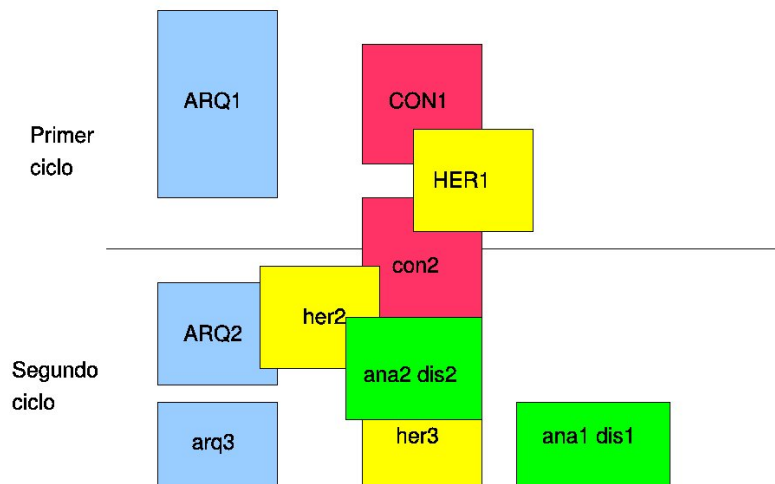 ARQ1
CON1
Primer
ciclo
HER1
con2
her2
ARQ2
Segundo
ciclo
ana2 dis2
arq3
her3
ana1 dis1